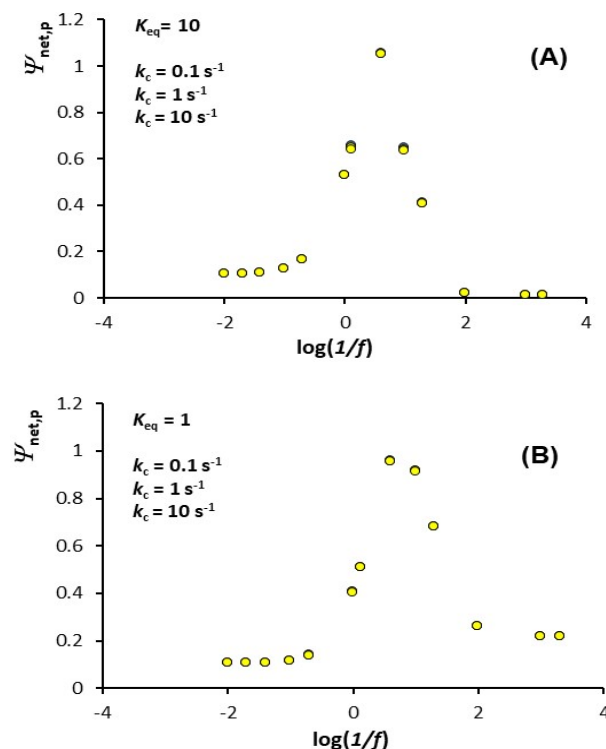 Ψnet,p
Keq= 10
kc = 0.1 s-1
kc = 1 s-1
kc = 10 s-1
(A)
1.2
1
0.8
0.6
0.4
0.2
0
-4
-2
0
2
4
log(1/f)
Ψnet,p
Keq = 1
kc = 0.1 s-1
kc = 1 s-1
kc = 10 s-1
(B)
1.2
1
0.8
0.6
0.4
0.2
0
-4
-2
0
2
4
log(1/f)